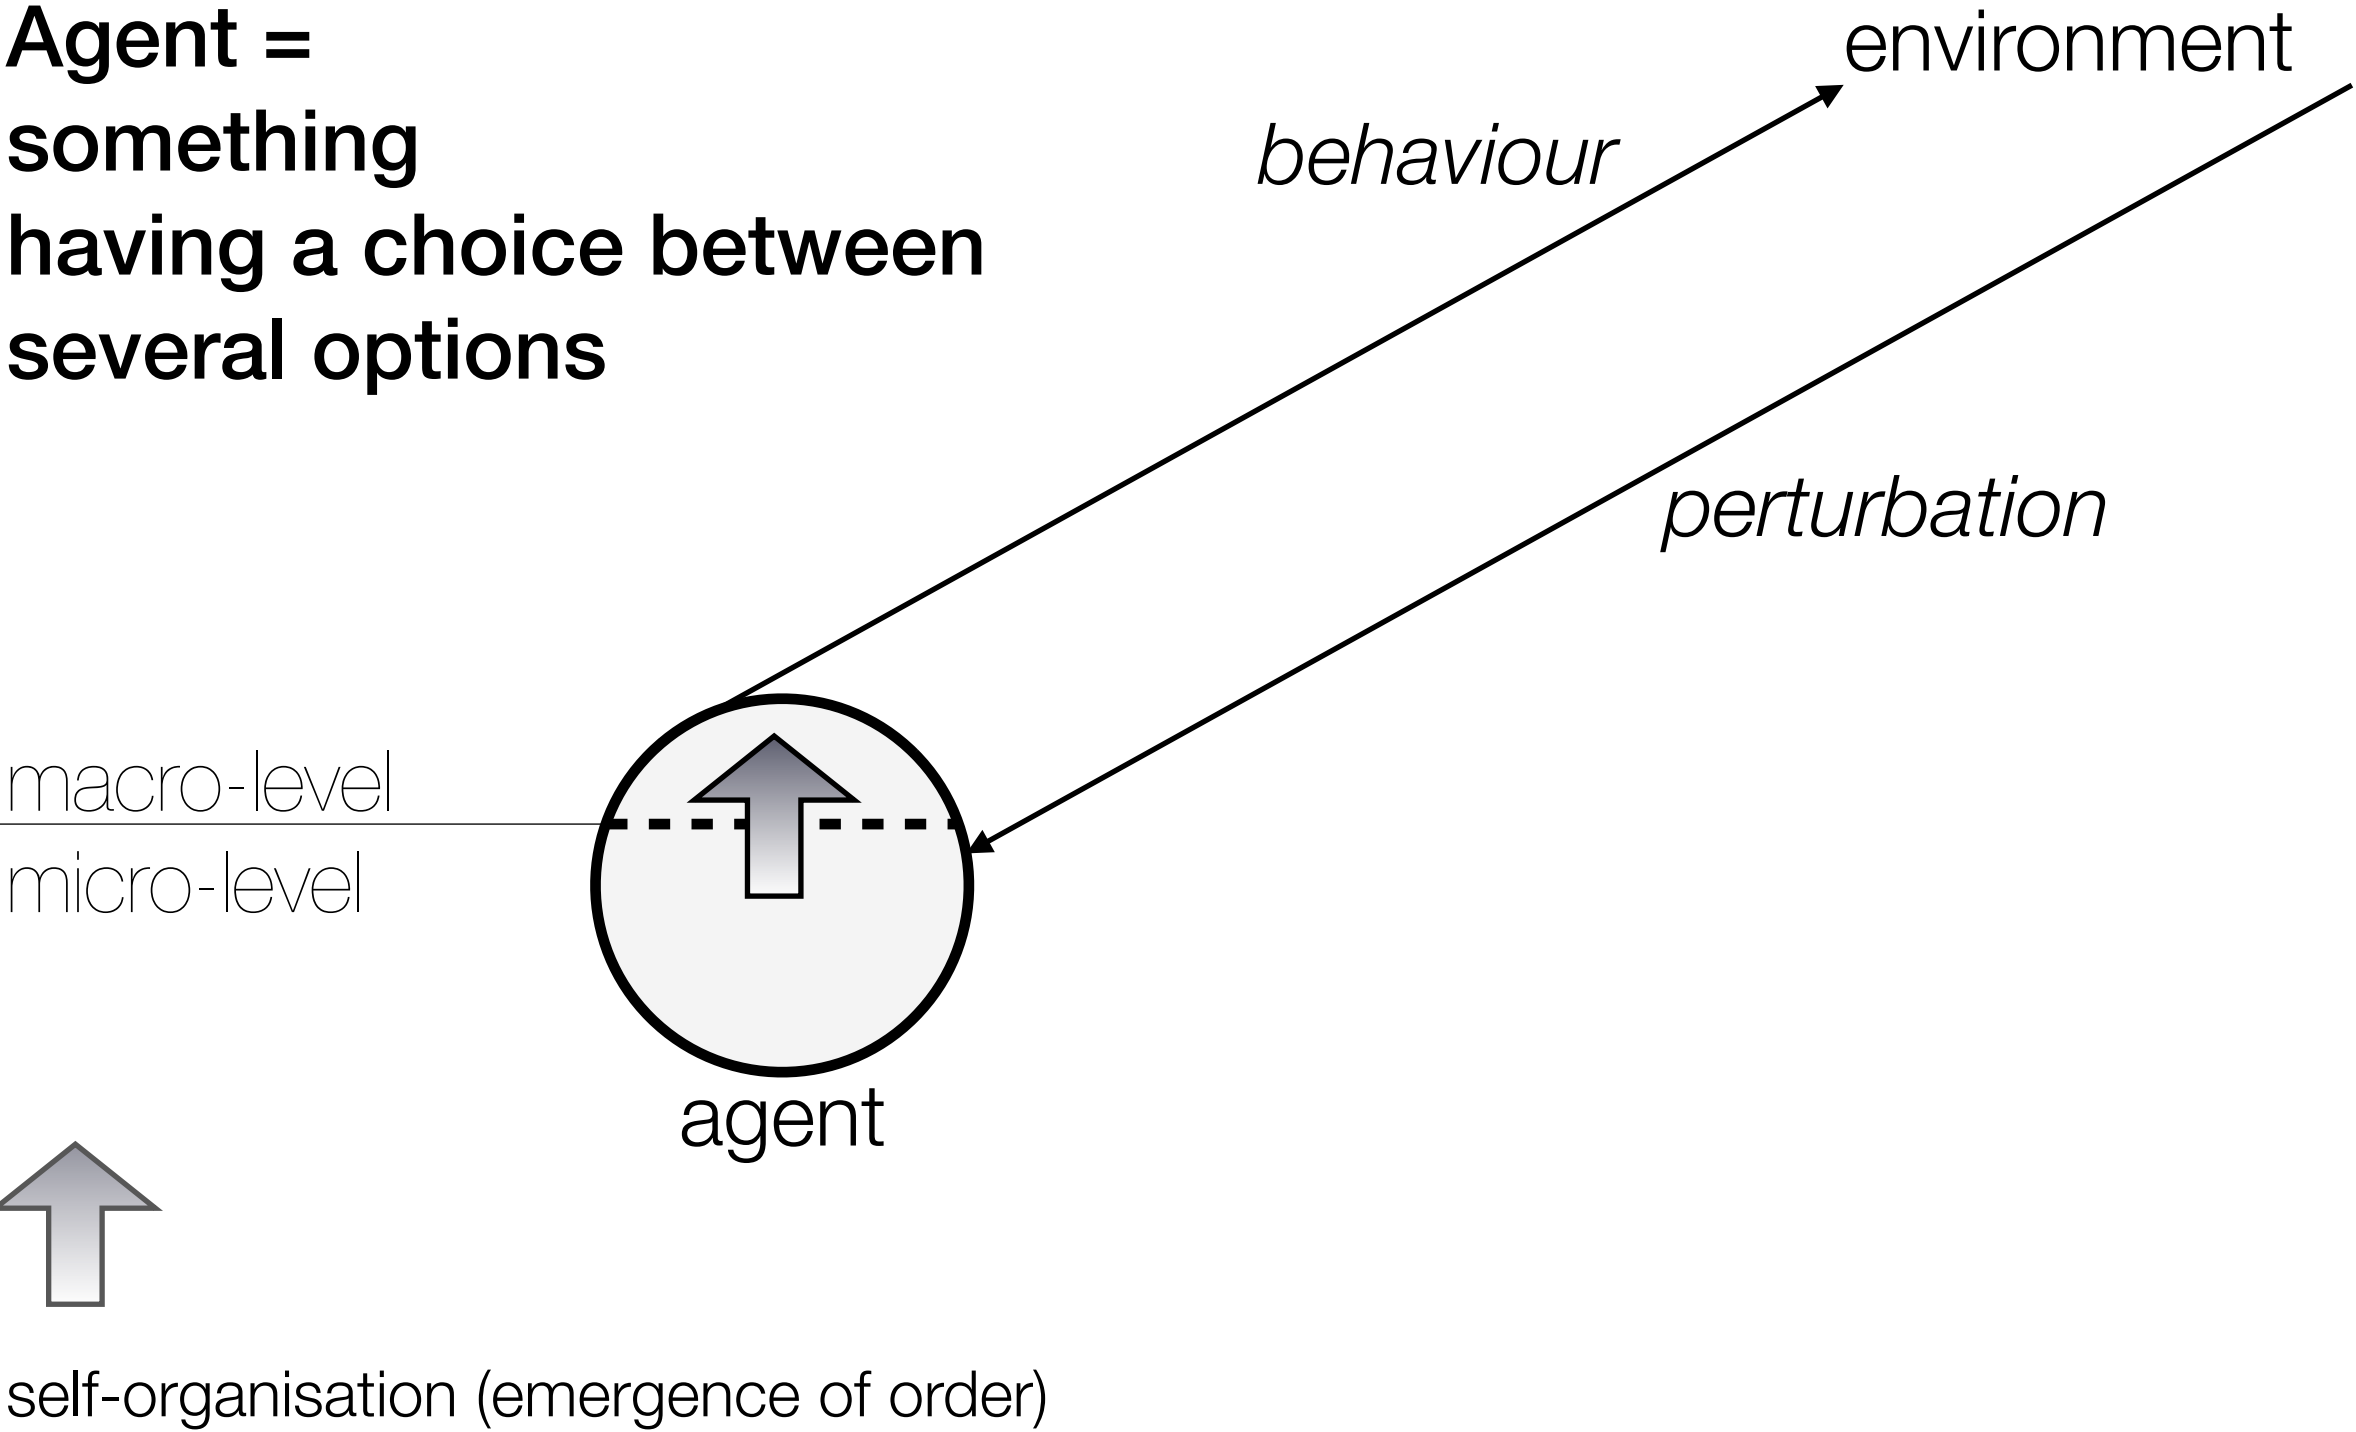 Agent =
something
having a choice between
several options
environment
behaviour
perturbation
macro-level
micro-level
agent
self-organisation (emergence of order)